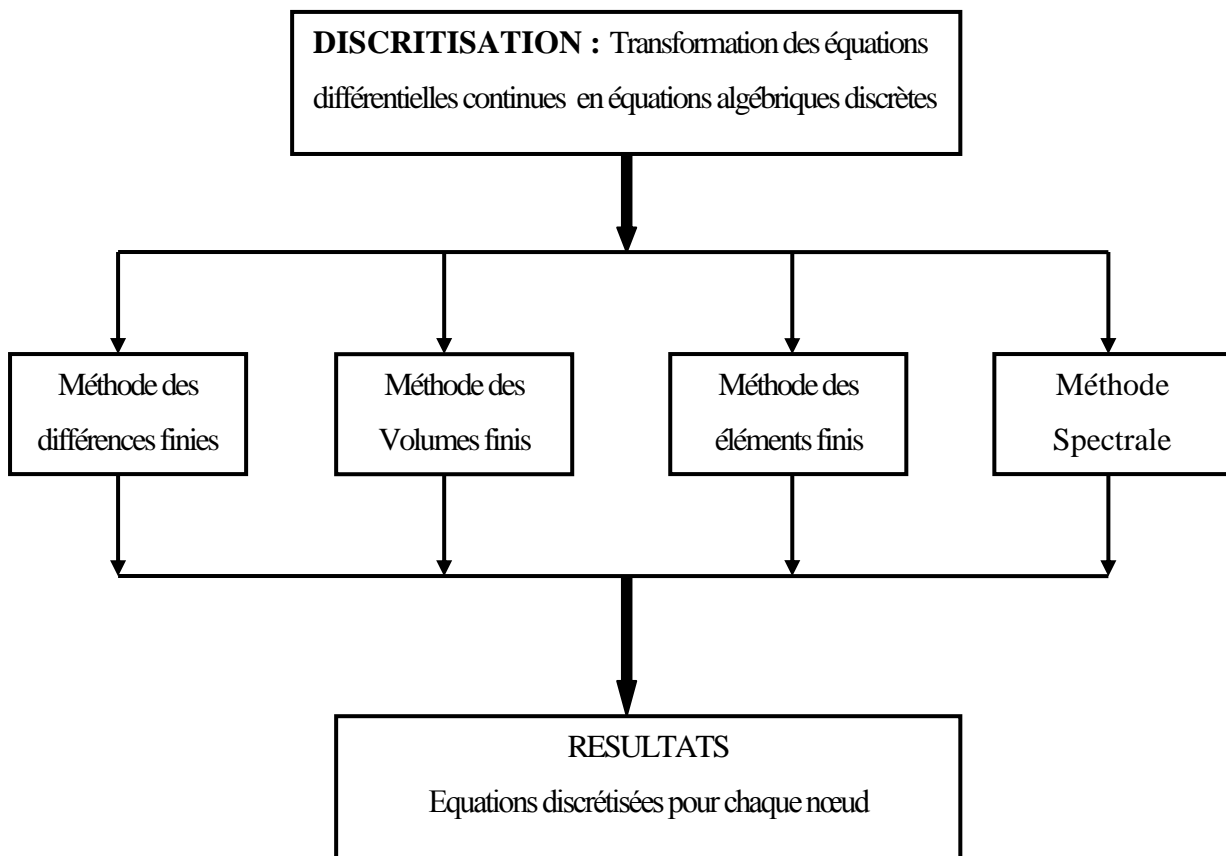 DISCRITISATION : Transformation des équations
différentielles continues en équations algébriques discrètes
Méthode des
différences finies
Méthode des
Volumes finis
Méthode des
éléments finis
Méthode
Spectrale
RESULTATS
Equations discrétisées pour chaque nœud